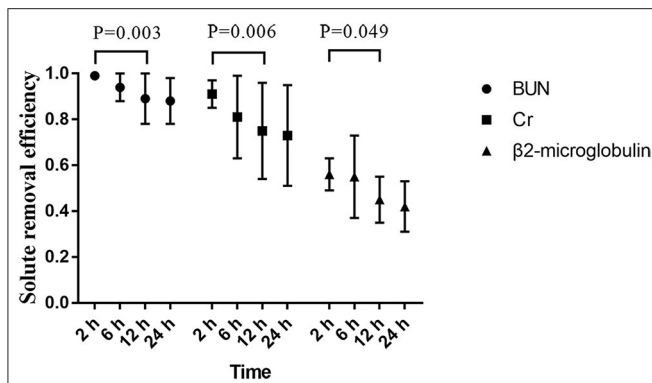 P=0.003
P=0.006
P=0.049
Solute removal efficiency
1.0
0.8
0.6
0.4
0.2
0.0
2 h
6 h
12 h
24 h
2 h
6 h
12 h
24 h
2 h
6 h
12 h
24 h
Time
BUN
Cr
β2-microglobulin